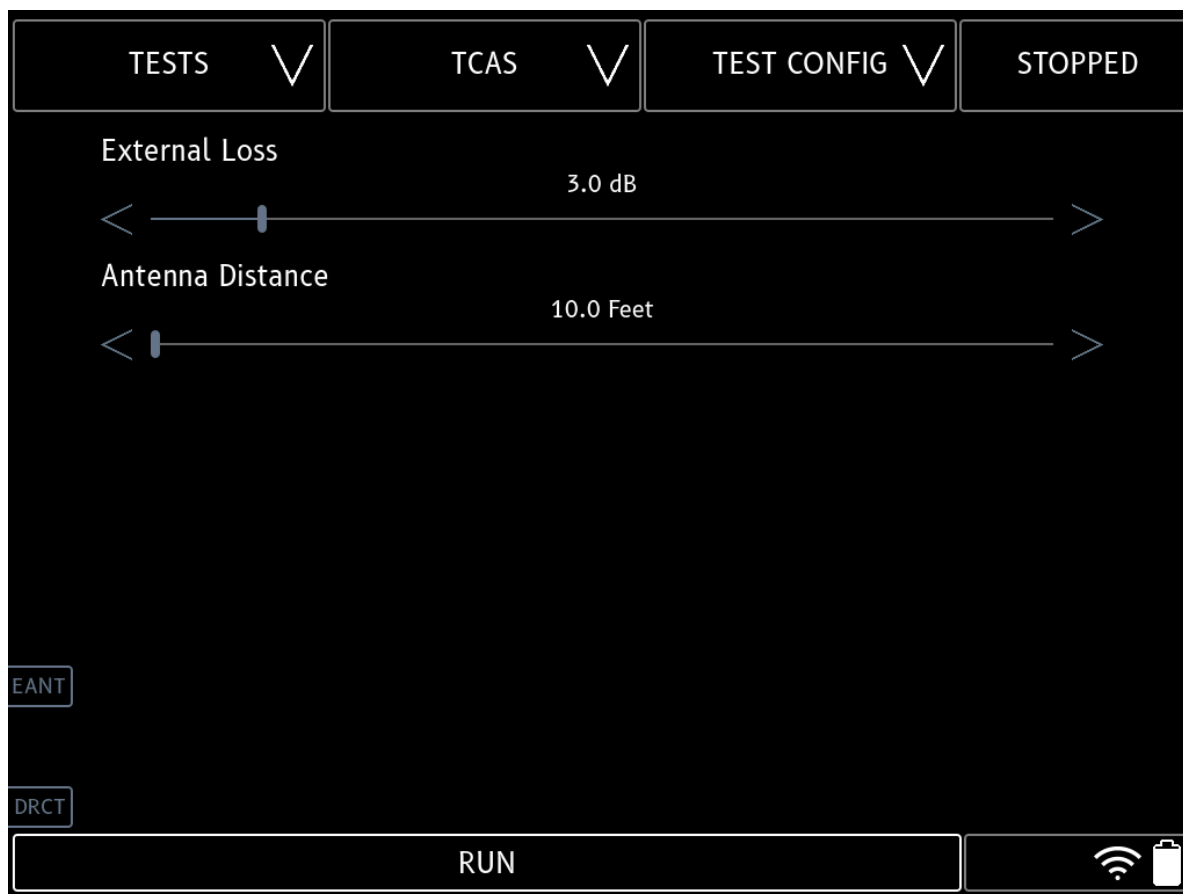 TESTS
TCAS
TEST CONFIG
STOPPED
External Loss
3.0 dB
Antenna Distance
10.0 Feet
EANT
DRCT
RUN